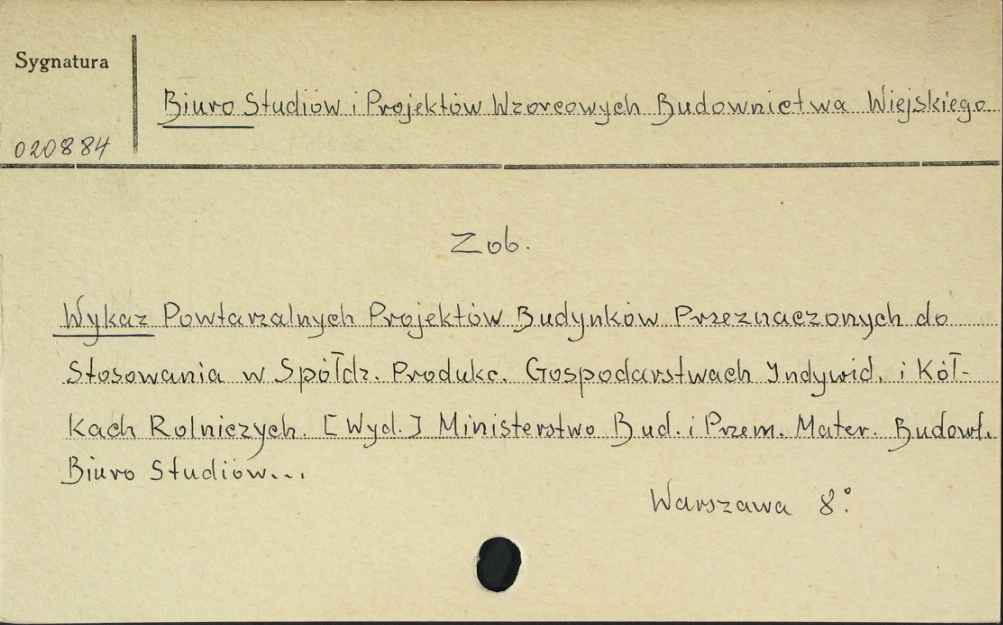 Sygnatura
Biuro Studiów i Projektów Wzorcowych Budownictwa Wiejskiego
020884
Zob.
Wykaz Powtarzalnych Projektów Budynków Przeznaczonych do
Stosowania w Spółdz. Produkc. Gospodarstwach Indywid. i Kół-
kach Rolniczych. [Wyd.] Ministerstwo Bud. i Przem. Mater. Budowl.
Biuro Studiów...
Warszawa 8°.